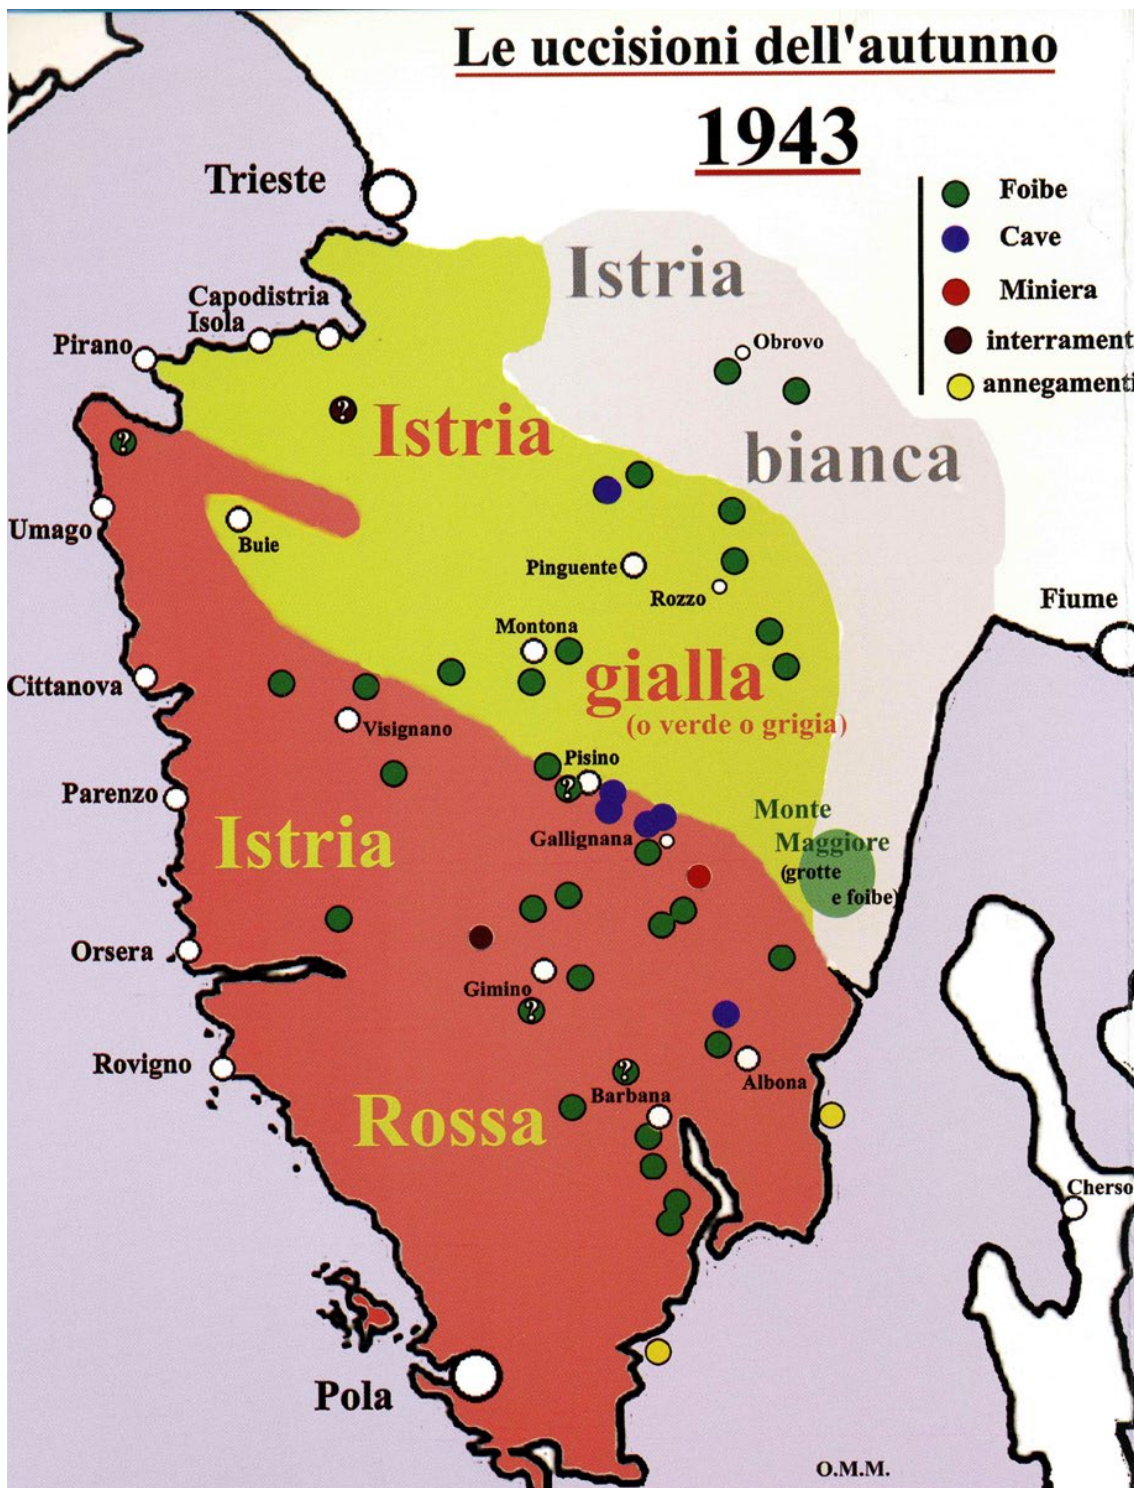 Le uccisioni dell'autunno
1943
Foibe
Cave
Miniera
interrament
annegamenti
Trieste
Istria
bianca
Obrovo
Capodistria
Isola
Pirano
?
Istria
gialla
(o verde o grigia)
?
Umago
Buie
Pinguente
Rozzo
Montona
Fiume
Cittanova
Visignano
Pisino
?
Parenzo
Gallignana
Monte
Maggiore
(grotte
e foibe)
Istria
Rossa
Orsera
Gimino
?
Rovigno
Albona
?
Barbana
Cherso
Pola
O.M.M.